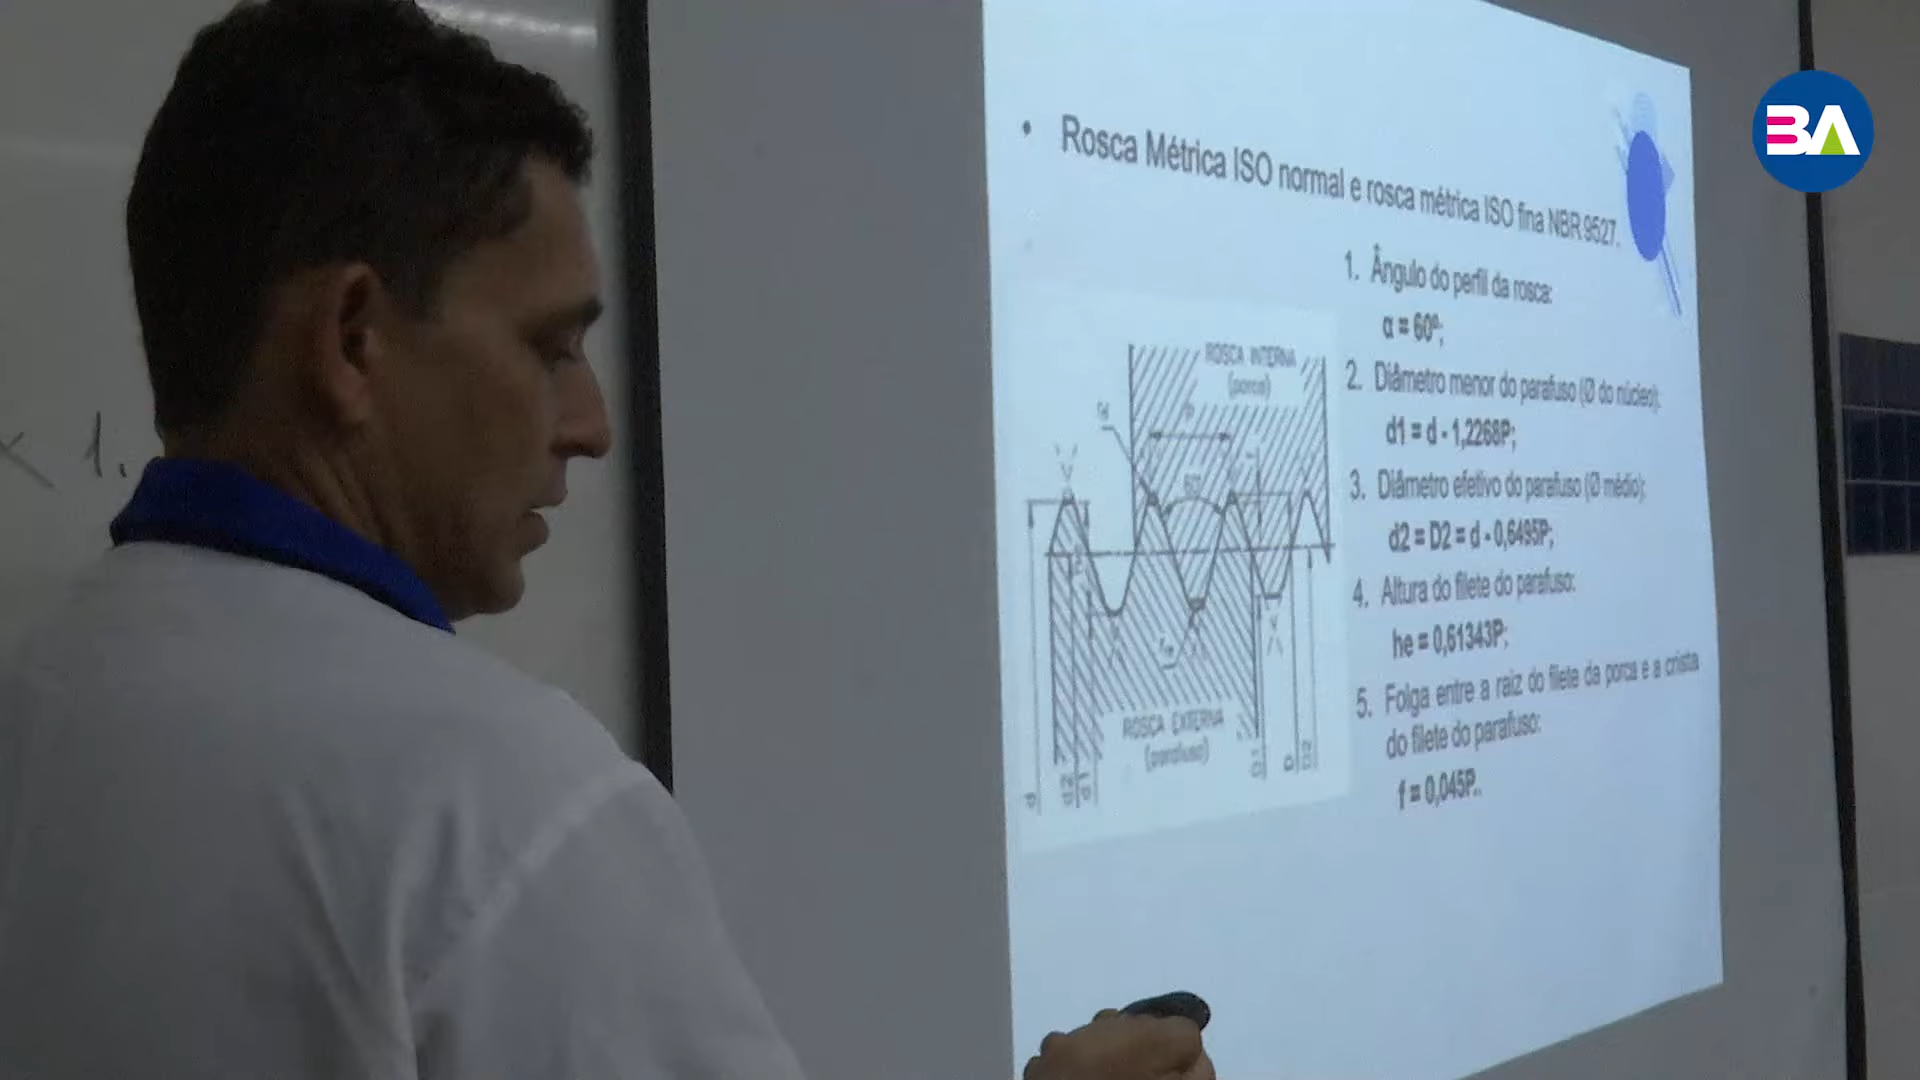 BA
• Rosca Métrica ISO normal e rosca métrica ISO fina NBR 9527.
1. Ângulo do perfil da rosca:
α = 60º;
2. Diâmetro menor do parafuso (Ø do núcleo):
d1 = d - 1,2268P;
3. Diâmetro efetivo do parafuso (Ø médio):
d2 = D2 = d - 0,6495P;
4. Altura do filete do parafuso:
he = 0,61343P;
5. Folga entre a raiz do filete da porca e a crista
do filete do parafuso:
f = 0,045P..
ROSCA INTERNA
(porca)
60°
ROSCA EXTERNA
(parafuso)
x 1.